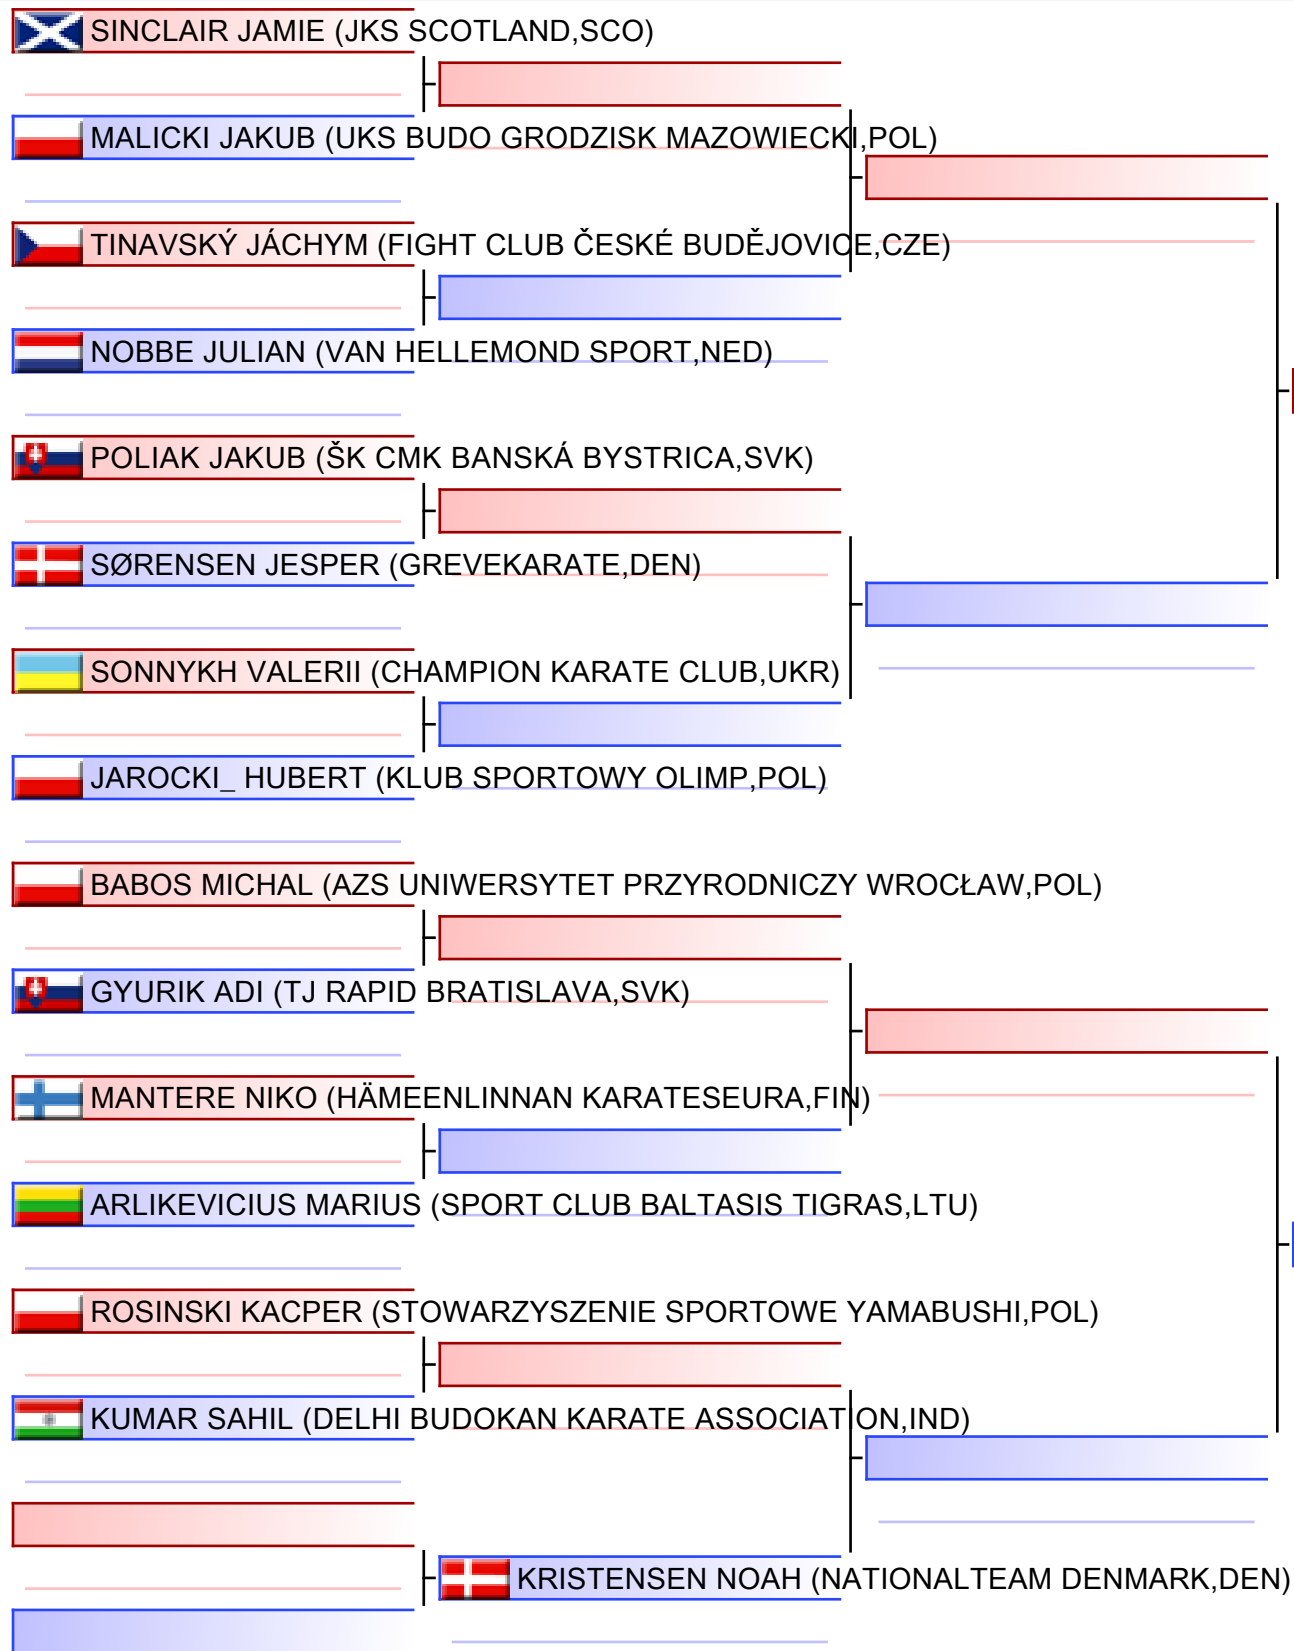 SINCLAIR JAMIE (JKS SCOTLAND,SCO)
MALICKI JAKUB (UKS BUDO GRODZISK MAZOWIECKI,POL)
TINAVSKÝ JÁCHYM (FIGHT CLUB ČESKÉ BUDĚJOVICE,CZE)
NOBBE JULIAN (VAN HELLEMOND SPORT,NED)
POLIAK JAKUB (ŠK CMK BANSKÁ BYSTRICA,SVK)
SØRENSEN JESPER (GREVEKARATE,DEN)
SONNYKH VALERII (CHAMPION KARATE CLUB,UKR)
JAROCKI_ HUBERT (KLUB SPORTOWY OLIMP,POL)
BABOS MICHAL (AZS UNIWERSYTET PRZYRODNICZY WROCŁAW,POL)
GYURIK ADI (TJ RAPID BRATISLAVA,SVK)
MANTERE NIKO (HÄMEENLINNAN KARATESEURA,FIN)
ARLIKEVICIUS MARIUS (SPORT CLUB BALTASIS TIGRAS,LTU)
ROSINSKI KACPER (STOWARZYSZENIE SPORTOWE YAMABUSHI,POL)
KUMAR SAHIL (DELHI BUDOKAN KARATE ASSOCIATION,IND)
KRISTENSEN NOAH (NATIONALTEAM DENMARK,DEN)